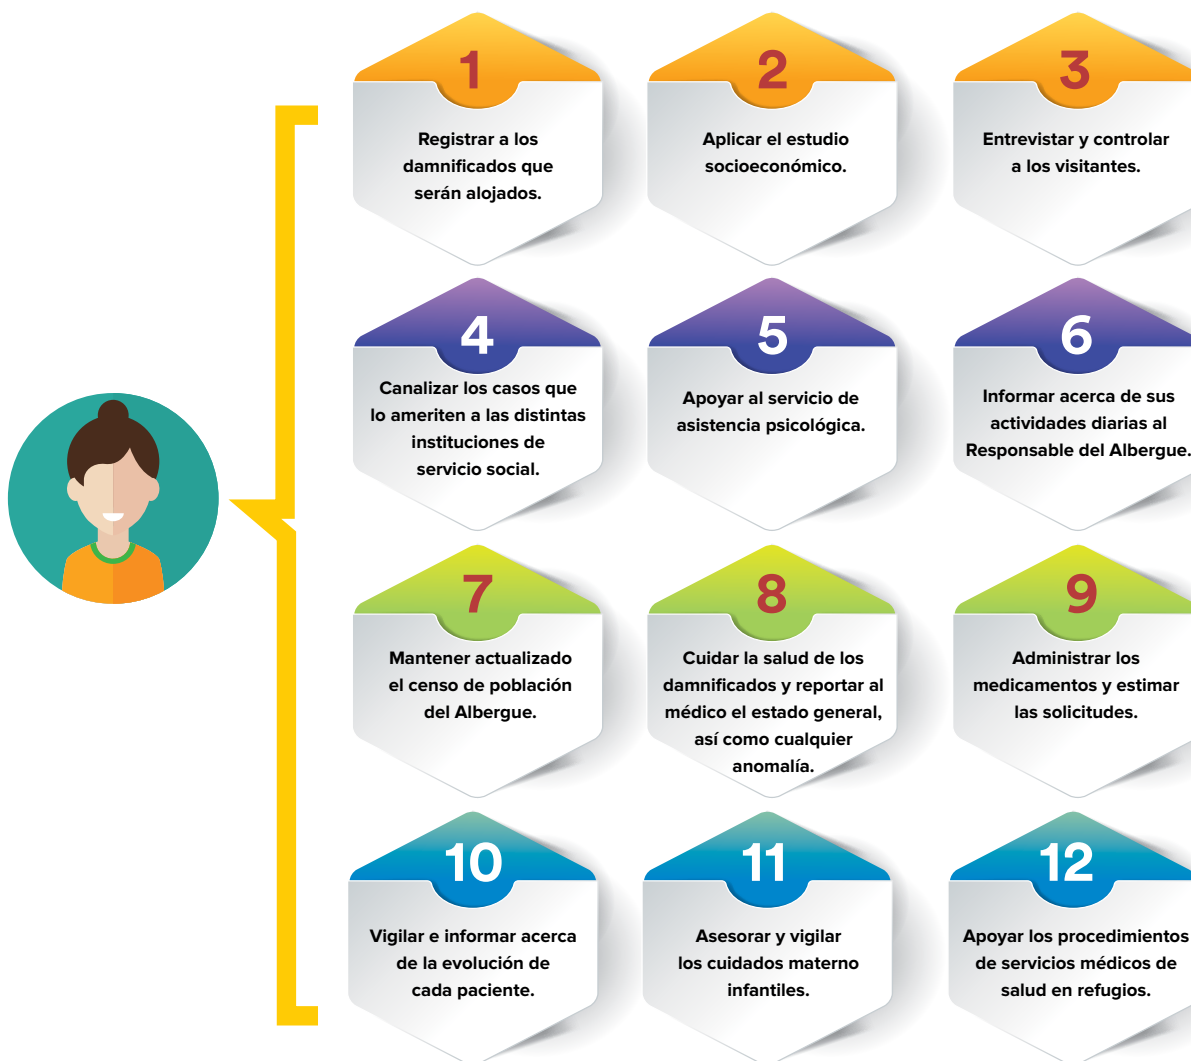 1
Registrar a los
damnificados que
serán alojados.
2
Aplicar el estudio
socioeconómico.
3
Entrevistar y controlar
a los visitantes.
4
Canalizar los casos que
lo ameriten a las distintas
instituciones de
servicio social.
5
Apoyar al servicio de
asistencia psicológica.
6
Informar acerca de sus
actividades diarias al
Responsable del Albergue.
7
Mantener actualizado
el censo de población
del Albergue.
8
Cuidar la salud de los
damnificados y reportar al
médico el estado general,
así como cualquier
anomalía.
9
Administrar los
medicamentos y estimar
las solicitudes.
10
Vigilar e informar acerca
de la evolución de
cada paciente.
11
Asesorar y vigilar
los cuidados materno
infantiles.
12
Apoyar los procedimientos
de servicios médicos de
salud en refugios.